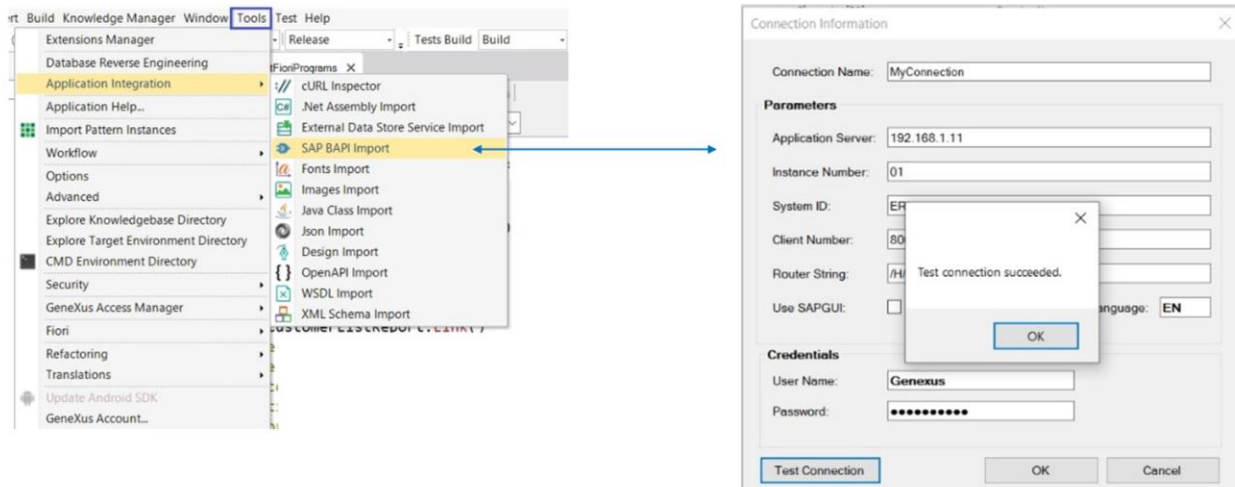 rt Build Knowledge Manager Window Tools Test Help
Extensions Manager
Release
Tests Build Build
Database Reverse Engineering
tFioriPrograms X
Application Integration
Application Help...
Import Pattern Instances
Workflow
Options
Advanced
Explore Knowledgebase Directory
Explore Target Environment Directory
CMD Environment Directory
Security
GeneXus Access Manager
Fiori
Refactoring
Translations
Update Android SDK
GeneXus Account...
cURL Inspector
.Net Assembly Import
External Data Store Service Import
SAP BAPI Import
Fonts Import
Images Import
Java Class Import
Json Import
Design Import
OpenAPI Import
WSDL Import
XML Schema Import
CustomerListReport.Link()
Connection Information
Connection Name: MyConnection
Parameters
Application Server: 192.168.1.11
Instance Number: 01
System ID: ER
Client Number: 80
Router String: /H/
Use SAPGUI:
anguage: EN
Test connection succeeded.
OK
Credentials
User Name: Genexus
Password: ●●●●●●●●●●
Test Connection
OK
Cancel